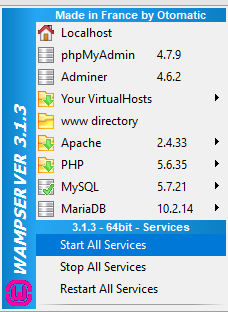 Made in France by Otomatic
Localhost
phpMyAdmin 4.7.9
Adminer 4.6.2
Your VirtualHosts
www directory
Apache 2.4.33
PHP 5.6.35
MySQL 5.7.21
MariaDB 10.2.14
3.1.3 - 64bit - Services
Start All Services
Stop All Services
Restart All Services
WAMPSERVER 3.1.3